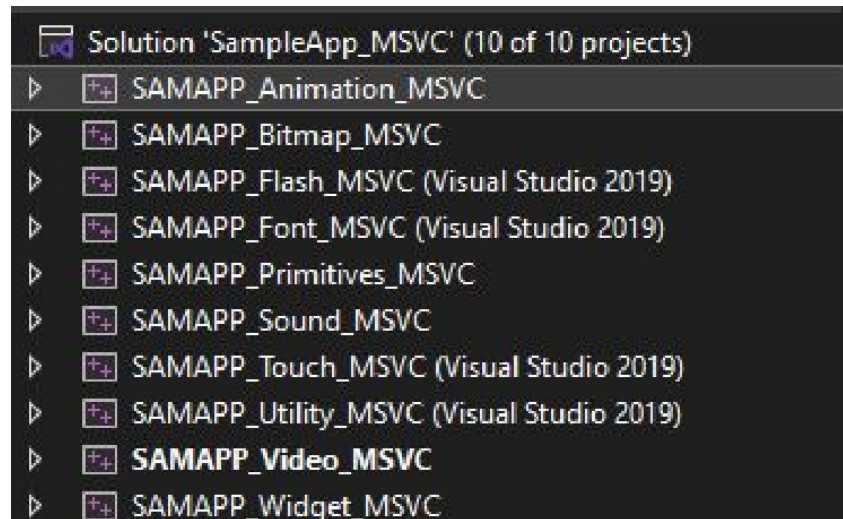 Solution 'SampleApp_MSVC' (10 of 10 projects)
SAMAPP_Animation_MSVC
SAMAPP_Bitmap_MSVC
SAMAPP_Flash_MSVC (Visual Studio 2019)
SAMAPP_Font_MSVC (Visual Studio 2019)
SAMAPP_Primitives_MSVC
SAMAPP_Sound_MSVC
SAMAPP_Touch_MSVC (Visual Studio 2019)
SAMAPP_Utility_MSVC (Visual Studio 2019)
SAMAPP_Video_MSVC
SAMAPP_Widget_MSVC